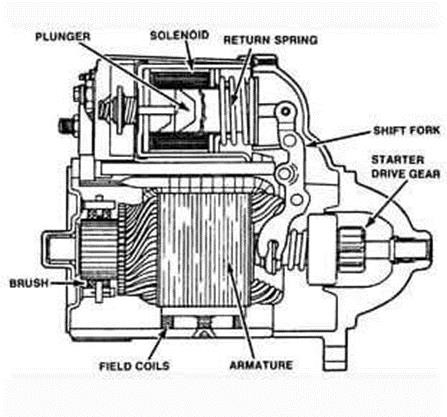 PLUNGER
SOLENOID
RETURN SPRING
SHIFT FORK
STARTER
DRIVE GEAR
BRUSH
FIELD COILS
ARMATURE